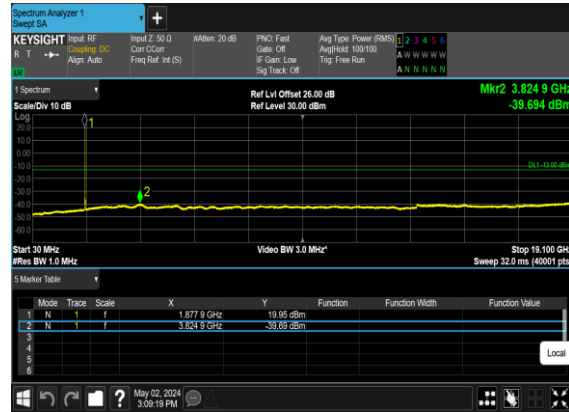 Spectrum Analyzer 1
Swept SA
+
KEYSIGHT Input: RF Input Z: 50 Ω #Atten: 20 dB PNO: Fast Avg Type: Power (RMS) 1 2 3 4 5 6
R T Coupling: DC Corr CCorr Gate: Off Avg|Hold: 100/100 A W W W W W
Align: Auto Freq Ref: Int (S) IF Gain: Low Trig: Free Run
LW Sig Track: Off A N N N N N
1 Spectrum Ref Lvl Offset 26.00 dB Mkr2 3.824 9 GHz
Scale/Div 10 dB Ref Level 30.00 dBm -39.694 dBm
Log
20.0
10.0
0.00
-10.0
-20.0
-30.0
-40.0
-50.0
-60.0
1
2
DL1 -13.00 dBm
Start 30 MHz Video BW 3.0 MHz* Stop 19.100 GHz
#Res BW 1.0 MHz Sweep 32.0 ms (40001 pts)
5 Marker Table
Mode Trace Scale X Y Function Function Width Function Value
1 N 1 f 1.877 9 GHz 19.95 dBm
2 N 1 f 3.824 9 GHz -39.69 dBm
3
4
5
6
Local
? May 02, 2024
3:09:19 PM